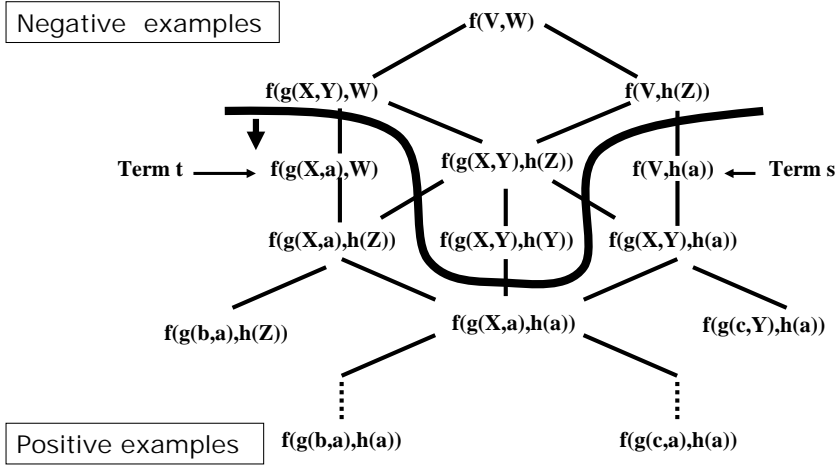 Negative examples
f(V,W)
f(g(X,Y),W)
f(V,h(Z))
Term t
f(g(X,a),W)
f(g(X,Y),h(Z))
f(V,h(a))
Term s
f(g(X,a),h(Z))
f(g(X,Y),h(Y))
f(g(X,Y),h(a))
f(g(b,a),h(Z))
f(g(X,a),h(a))
f(g(c,Y),h(a))
Positive examples
f(g(b,a),h(a))
f(g(c,a),h(a))